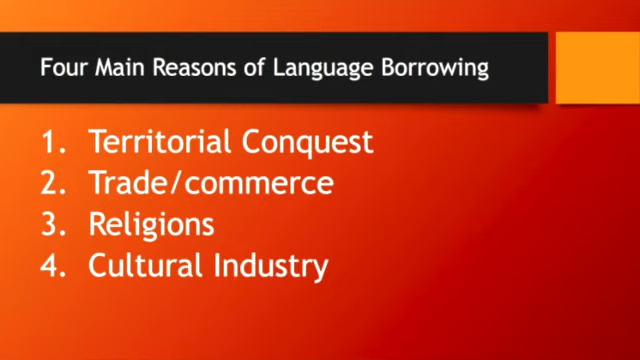 Four Main Reasons of Language Borrowing
1. Territorial Conquest
2. Trade/commerce
3. Religions
4. Cultural Industry